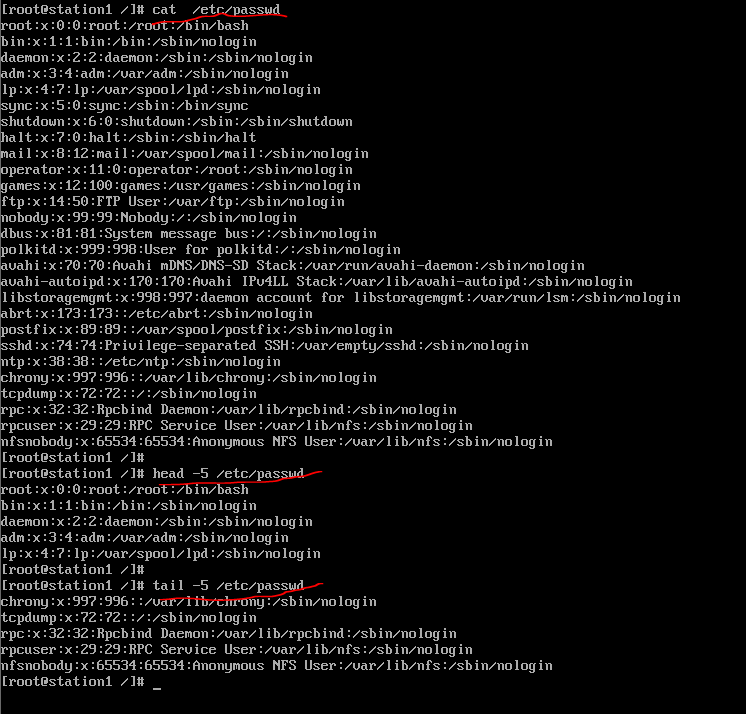 [root@station1 /]# cat  /etc/passwd
root:x:0:0:root:/root:/bin/bash
bin:x:1:1:bin:/bin:/sbin/nologin
daemon:x:2:2:daemon:/sbin:/sbin/nologin
adm:x:3:4:adm:/var/adm:/sbin/nologin
lp:x:4:7:lp:/var/spool/lpd:/sbin/nologin
sync:x:5:0:sync:/sbin:/bin/sync
shutdown:x:6:0:shutdown:/sbin:/sbin/shutdown
halt:x:7:0:halt:/sbin:/sbin/halt
mail:x:8:12:mail:/var/spool/mail:/sbin/nologin
operator:x:11:0:operator:/root:/sbin/nologin
games:x:12:100:games:/usr/games:/sbin/nologin
ftp:x:14:50:FTP User:/var/ftp:/sbin/nologin
nobody:x:99:99:Nobody:/:/sbin/nologin
dbus:x:81:81:System message bus:/:/sbin/nologin
polkitd:x:999:998:User for polkitd:/:/sbin/nologin
avahi:x:70:70:Avahi mDNS/DNS-SD Stack:/var/run/avahi-daemon:/sbin/nologin
avahi-autoipd:x:170:170:Avahi IPv4LL Stack:/var/lib/avahi-autoipd:/sbin/nologin
libstoragemgmt:x:998:997:daemon account for libstoragemgmt:/var/run/lsm:/sbin/nologin
abrt:x:173:173::/etc/abrt:/sbin/nologin
postfix:x:89:89::/var/spool/postfix:/sbin/nologin
sshd:x:74:74:Privilege-separated SSH:/var/empty/sshd:/sbin/nologin
ntp:x:38:38::/etc/ntp:/sbin/nologin
chrony:x:997:996::/var/lib/chrony:/sbin/nologin
tcpdump:x:72:72::/:/sbin/nologin
rpc:x:32:32:Rpcbind Daemon:/var/lib/rpcbind:/sbin/nologin
rpcuser:x:29:29:RPC Service User:/var/lib/nfs:/sbin/nologin
nfsnobody:x:65534:65534:Anonymous NFS User:/var/lib/nfs:/sbin/nologin
[root@station1 /]#
[root@station1 /]# head -5 /etc/passwd
root:x:0:0:root:/root:/bin/bash
bin:x:1:1:bin:/bin:/sbin/nologin
daemon:x:2:2:daemon:/sbin:/sbin/nologin
adm:x:3:4:adm:/var/adm:/sbin/nologin
lp:x:4:7:lp:/var/spool/lpd:/sbin/nologin
[root@station1 /]#
[root@station1 /]# tail -5 /etc/passwd
chrony:x:997:996::/var/lib/chrony:/sbin/nologin
tcpdump:x:72:72::/:/sbin/nologin
rpc:x:32:32:Rpcbind Daemon:/var/lib/rpcbind:/sbin/nologin
rpcuser:x:29:29:RPC Service User:/var/lib/nfs:/sbin/nologin
nfsnobody:x:65534:65534:Anonymous NFS User:/var/lib/nfs:/sbin/nologin
[root@station1 /]# _